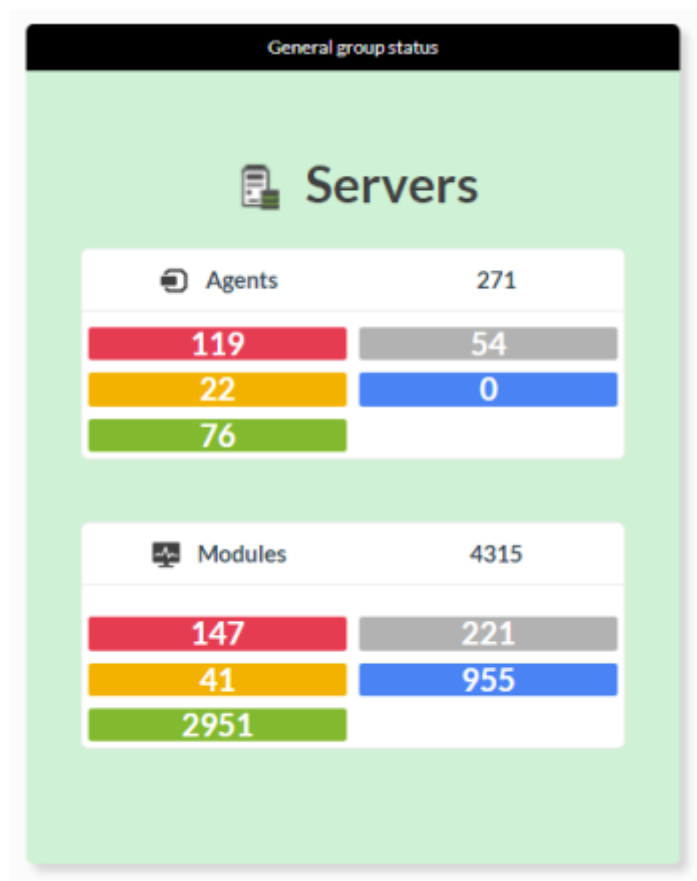 General group status
Servers
Agents 271
119 54
22 0
76
Modules 4315
147 221
41 955
2951